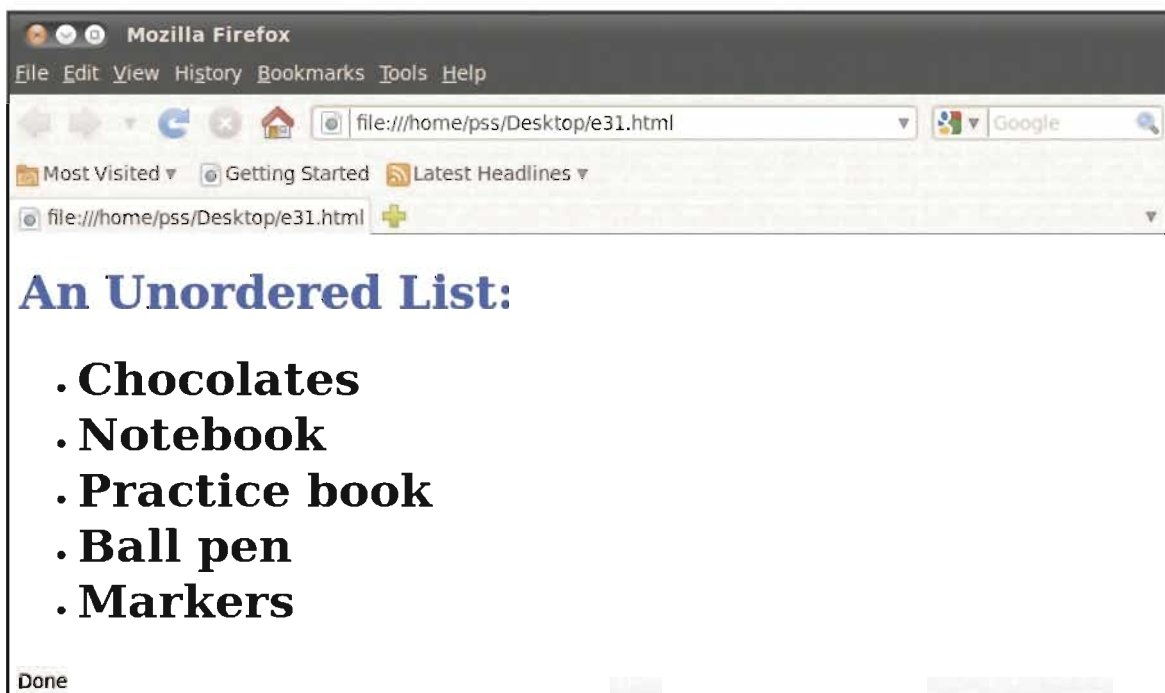 Mozilla Firefox
File Edit View History Bookmarks Tools Help
file:///home/pss/Desktop/e31.html Google
Most Visited Getting Started Latest Headlines
file:///home/pss/Desktop/e31.html
An Unordered List:
Chocolates
Notebook
Practice book
Ball pen
Markers
Done